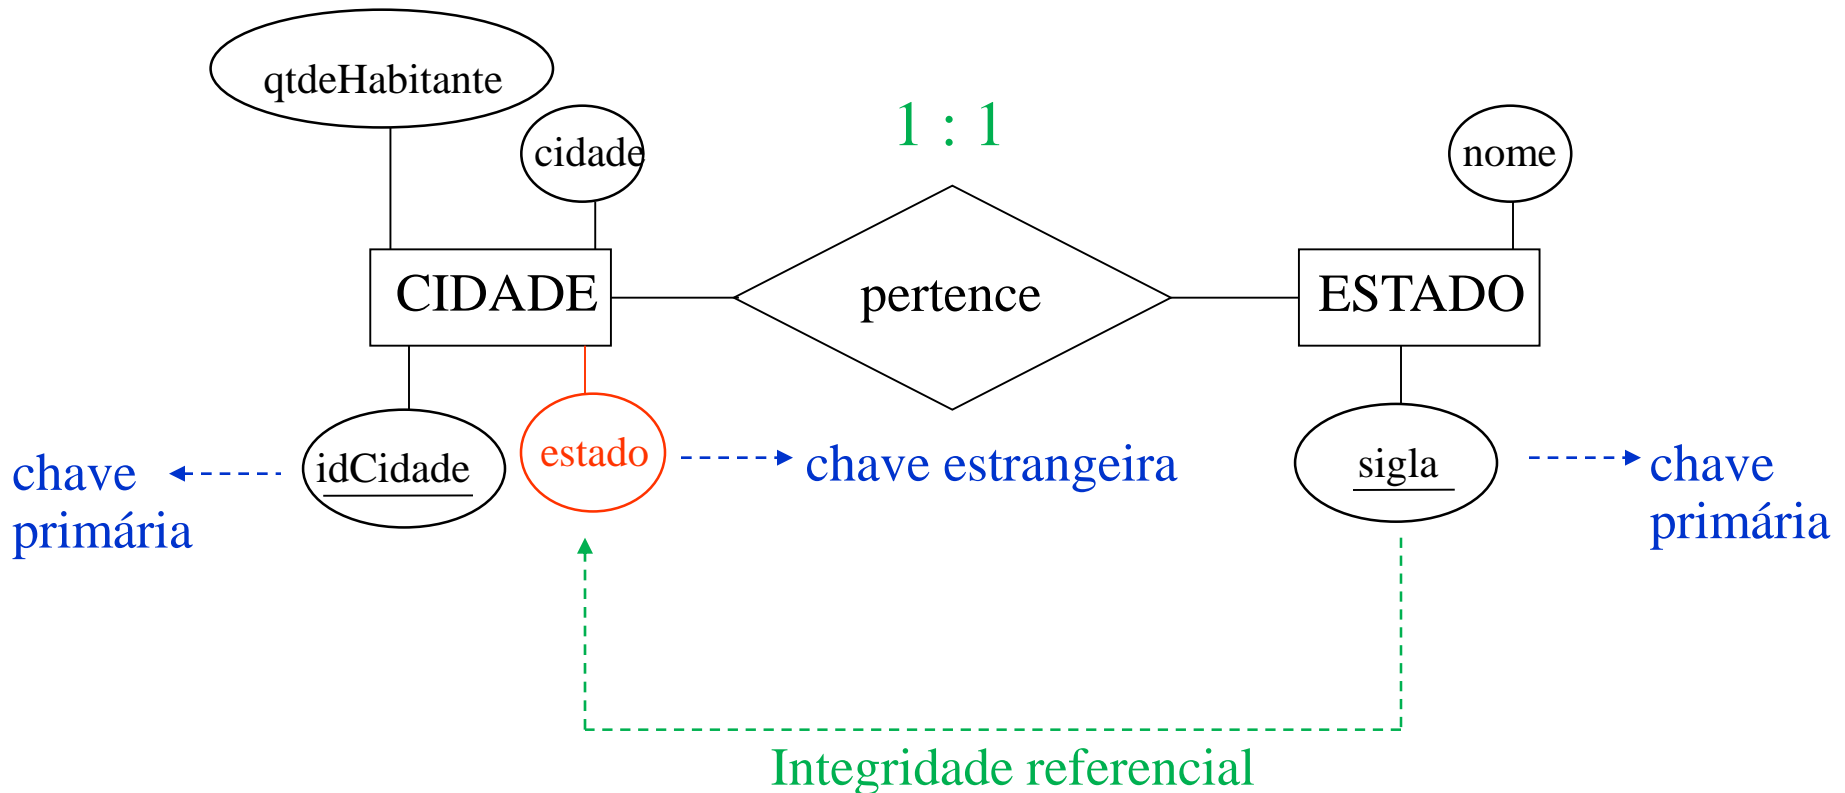 qtdeHabitante
cidade
1 : 1
nome
CIDADE
pertence
ESTADO
chave
primária
idCidade
estado
chave estrangeira
sigla
chave
primária
Integridade referencial